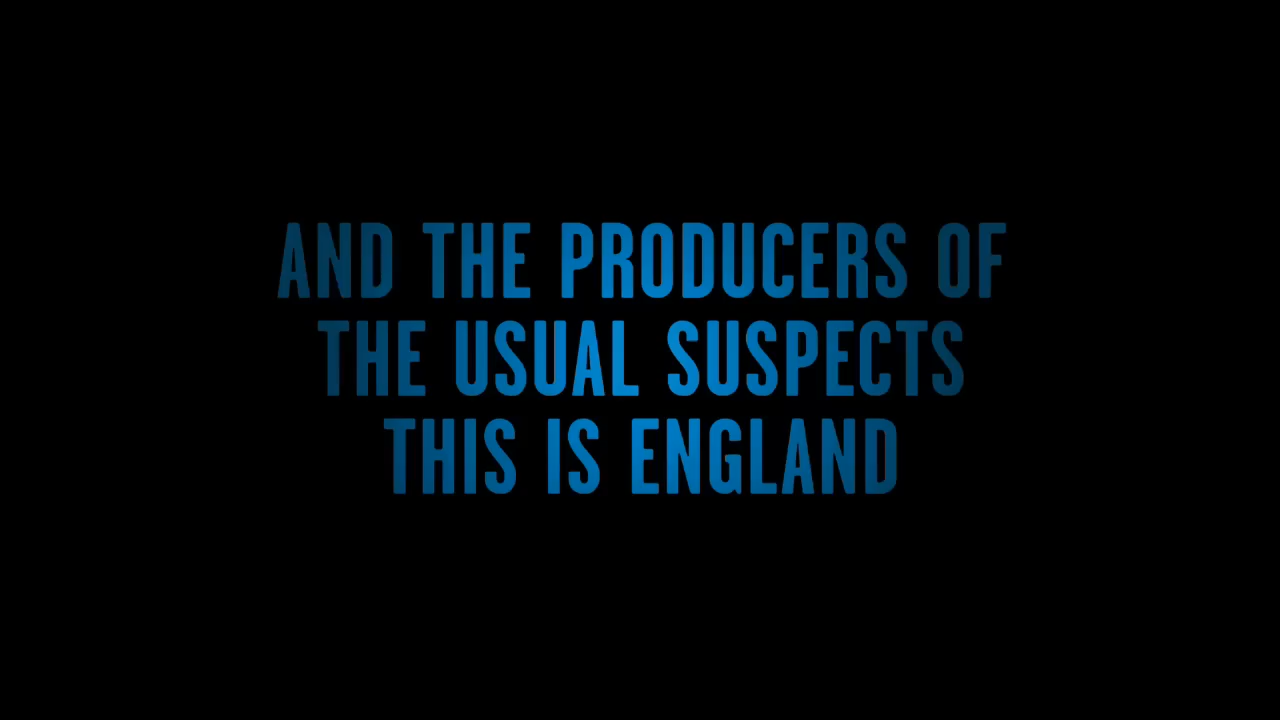 AND THE PRODUCERS OF
THE USUAL SUSPECTS
THIS IS ENGLAND